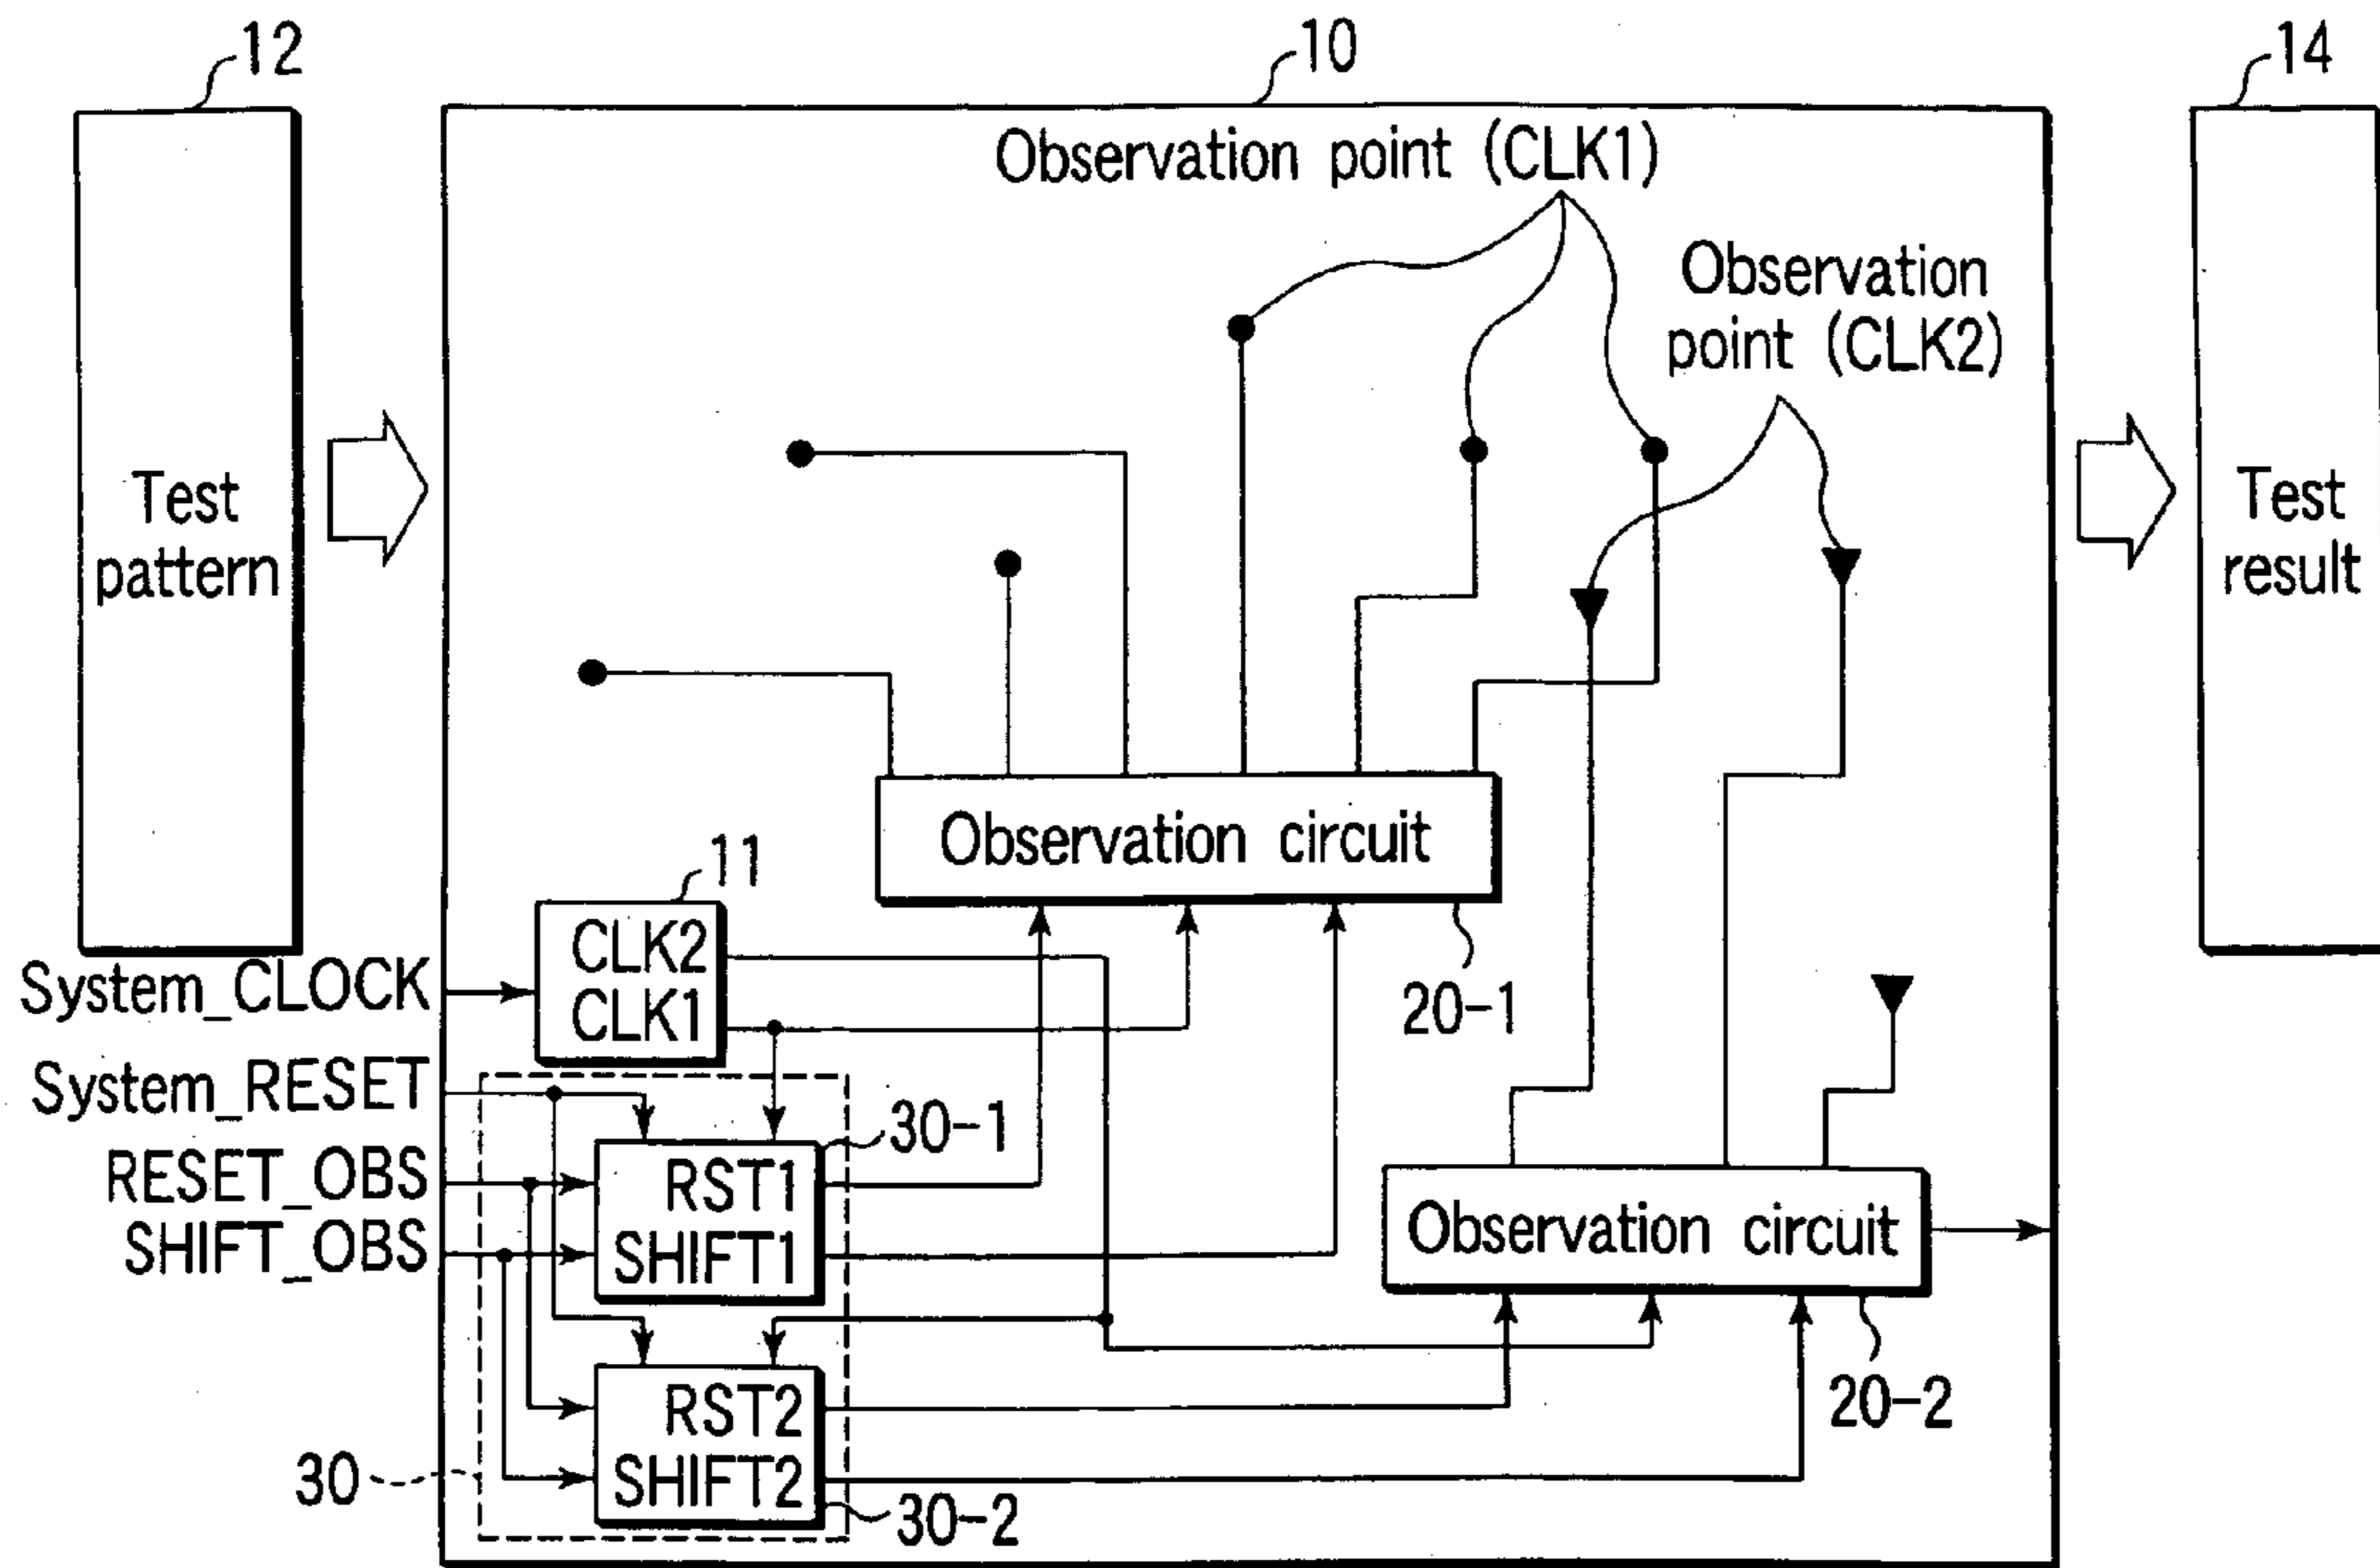 12
10
14
Observation point (CLK1)
Observation
point (CLK2)
Test
pattern
Test
result
Observation circuit
11
CLK2
CLK1
System_CLOCK
20-1
System_RESET
30-1
RESET_OBS
RST1
SHIFT_OBS
SHIFT1
Observation circuit
RST2
20-2
30
SHIFT2
30-2